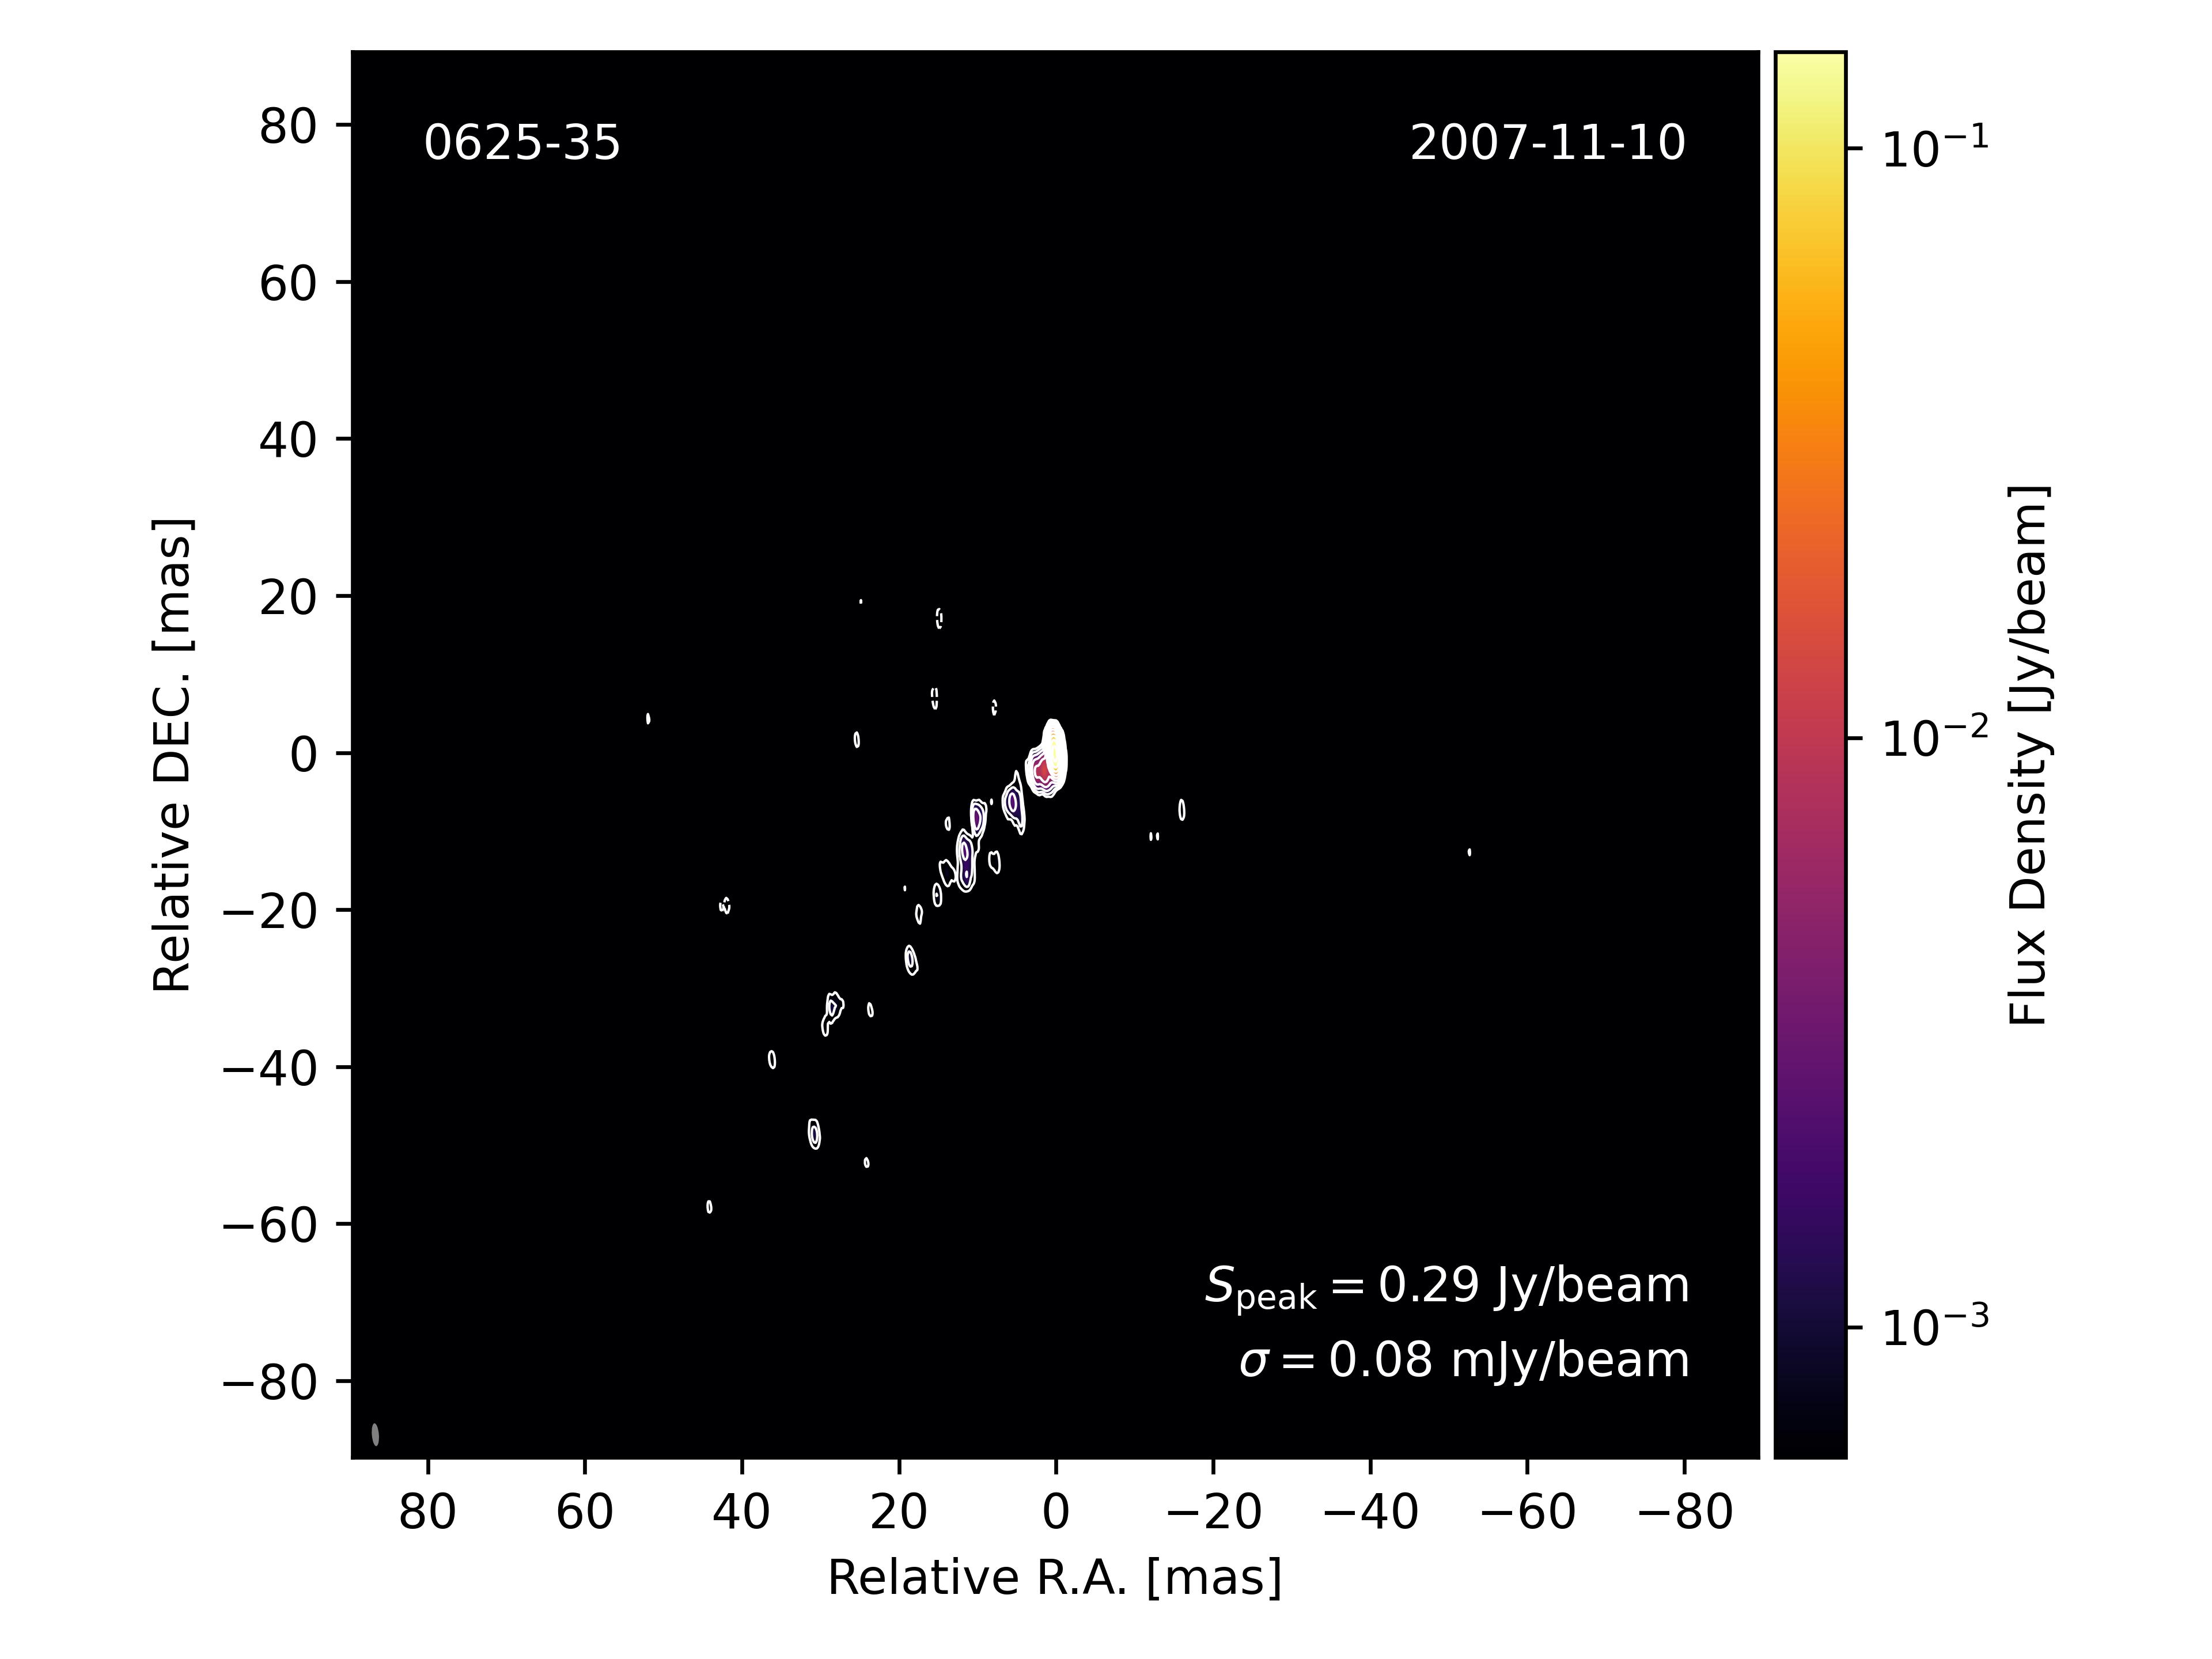 0625-35 2007-11-10
10⁻¹
10⁻²
10⁻³
80
60
40
20
0
−20
−40
−60
−80
Relative DEC. [mas]
Flux Density [Jy/beam]
S_peak = 0.29 Jy/beam
σ = 0.08 mJy/beam
80 60 40 20 0 −20 −40 −60 −80
Relative R.A. [mas]